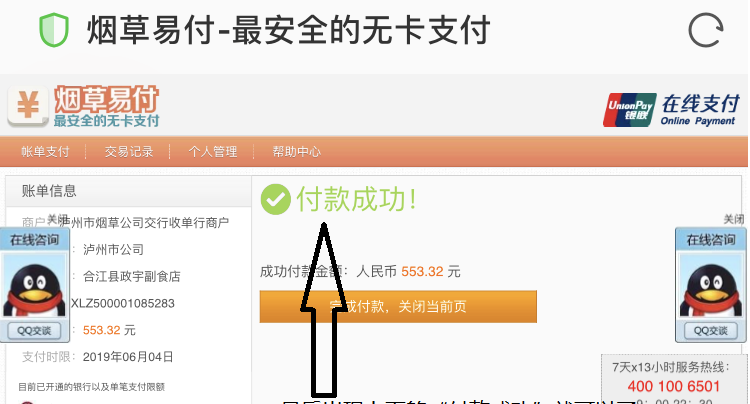 烟草易付-最安全的无卡支付
烟草易付
最安全的无卡支付
UnionPay
银联
在线支付
Online Payment
帐单支付
交易记录
个人管理
帮助中心
账单信息
商户
关闭
泸州市烟草公司交行收单行商户
泸州市公司
合江县政宇副食店
XLZ500001085283
553.32 元
支付时限: 2019年06月04日
目前已开通的银行以及单笔支付限额
在线咨询
QQ交谈
付款成功!
成功付款金额: 人民币 553.32 元
完成付款，关闭当前页
关闭
在线咨询
QQ交谈
7天x13小时服务热线:
400 100 6501